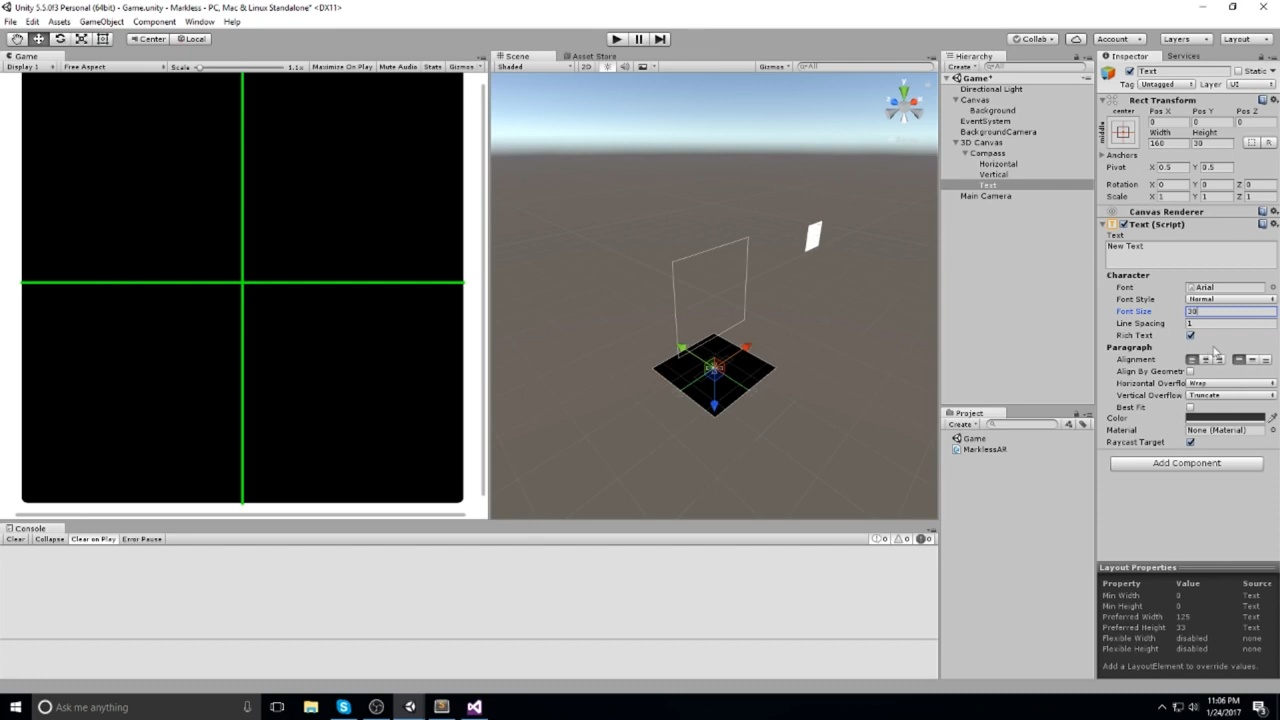 Unity 5.5.0f3 Personal (64bit) - Game.unity - Markless - PC, Mac & Linux Standalone* <DX11>
File Edit Assets GameObject Component Window Help
Center Local Collab Account Layers Layout
Game
Display 1 Free Aspect Scale 1.1x Maximize On Play Mute Audio Stats Gizmos
Scene Asset Store
Shaded 2D Gizmos All
Hierarchy
Create All
Game*
Directional Light
Canvas
Background
EventSystem
BackgroundCamera
3D Canvas
Compass
Horizontal
Vertical
Text
Main Camera
Project
Create
Game
MarklessAR
Inspector Services
Text Static
Tag Untagged Layer UI
Rect Transform
center Pos X Pos Y Pos Z
middle 0 0 0
Width Height
160 30 R
Anchors
Pivot X 0.5 Y 0.5
Rotation X 0 Y 0 Z 0
Scale X 1 Y 1 Z 1
Canvas Renderer
Text (Script)
Text
New Text
Character
Font Arial
Font Style Normal
Font Size 30
Line Spacing 1
Rich Text
Paragraph
Alignment
Align By Geometr
Horizontal Overflo Wrap
Vertical Overflow Truncate
Best Fit
Color
Material None (Material)
Raycast Target
Add Component
Layout Properties
Property Value Source
Min Width 0 Text
Min Height 0 Text
Preferred Width 125 Text
Preferred Height 33 Text
Flexible Width disabled none
Flexible Height disabled none
Add a LayoutElement to override values.
Console
Clear Collapse Clear on Play Error Pause 0 0 0
Ask me anything
11:06 PM
1/24/2017